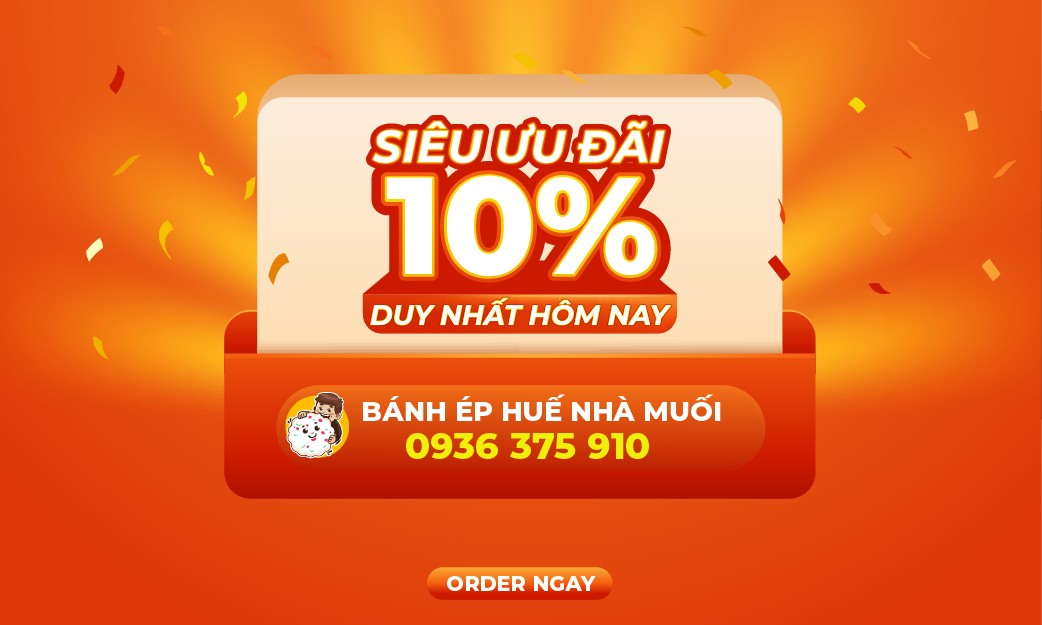 SIÊU ƯU ĐÃI
10%
DUY NHẤT HÔM NAY
BÁNH ÉP HUẾ NHÀ MUỐI
0936 375 910
ORDER NGAY